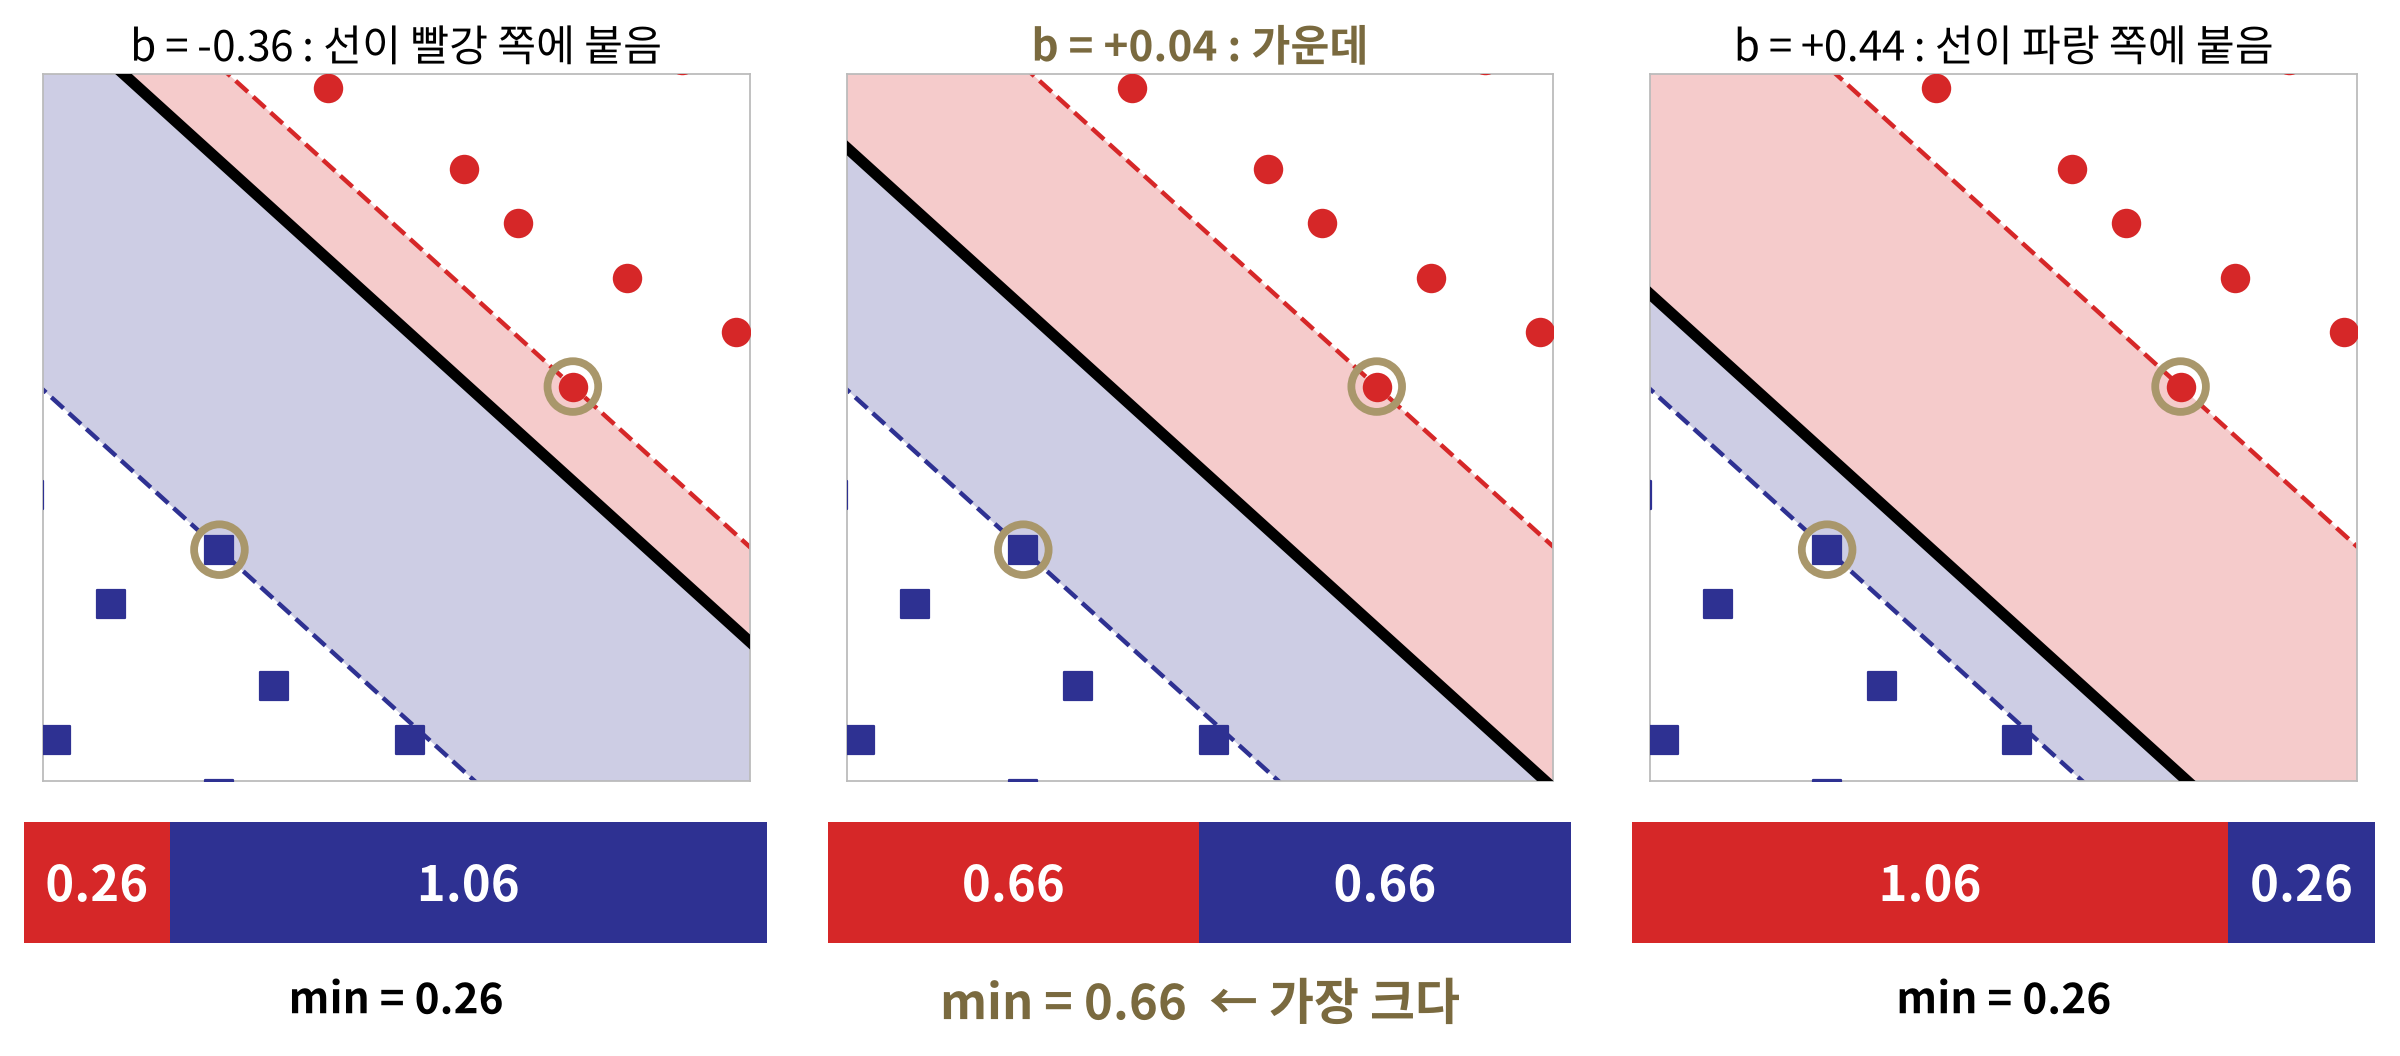 b = -0.36 : 선이 빨강 쪽에 붙음
b = +0.04 : 가운데
b = +0.44 : 선이 파랑 쪽에 붙음
0.26 1.06
0.66 0.66
1.06 0.26
min = 0.26
min = 0.66 ← 가장 크다
min = 0.26